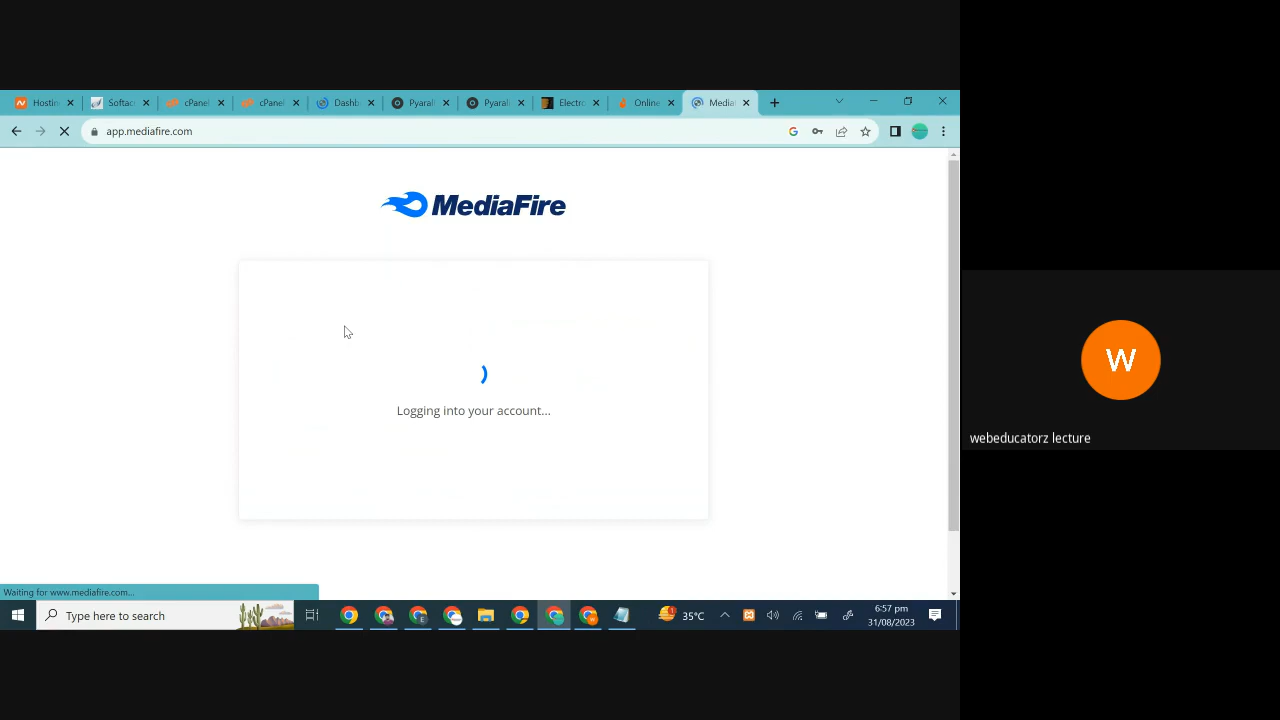 Hostin
Softac
cPanel
cPanel
Dashb
Pyaral
Pyaral
Electro
Online
Media
app.mediafire.com
MediaFire
Logging into your account...
W
webeducatorz lecture
Waiting for www.mediafire.com...
Type here to search
35°C
6:57 pm
31/08/2023